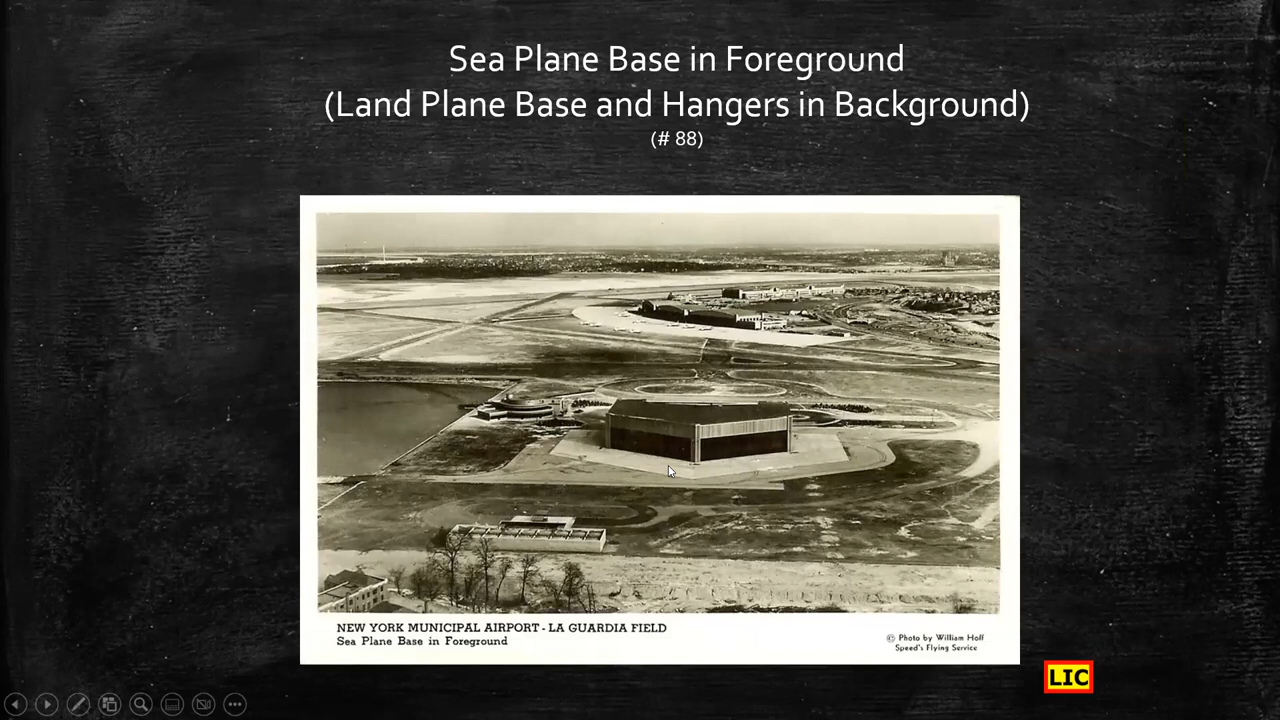 Sea Plane Base in Foreground
(Land Plane Base and Hangers in Background)
(# 88)
NEW YORK MUNICIPAL AIRPORT - LA GUARDIA FIELD
Sea Plane Base in Foreground
© Photo by William Hoff
Speed's Flying Service
LIC